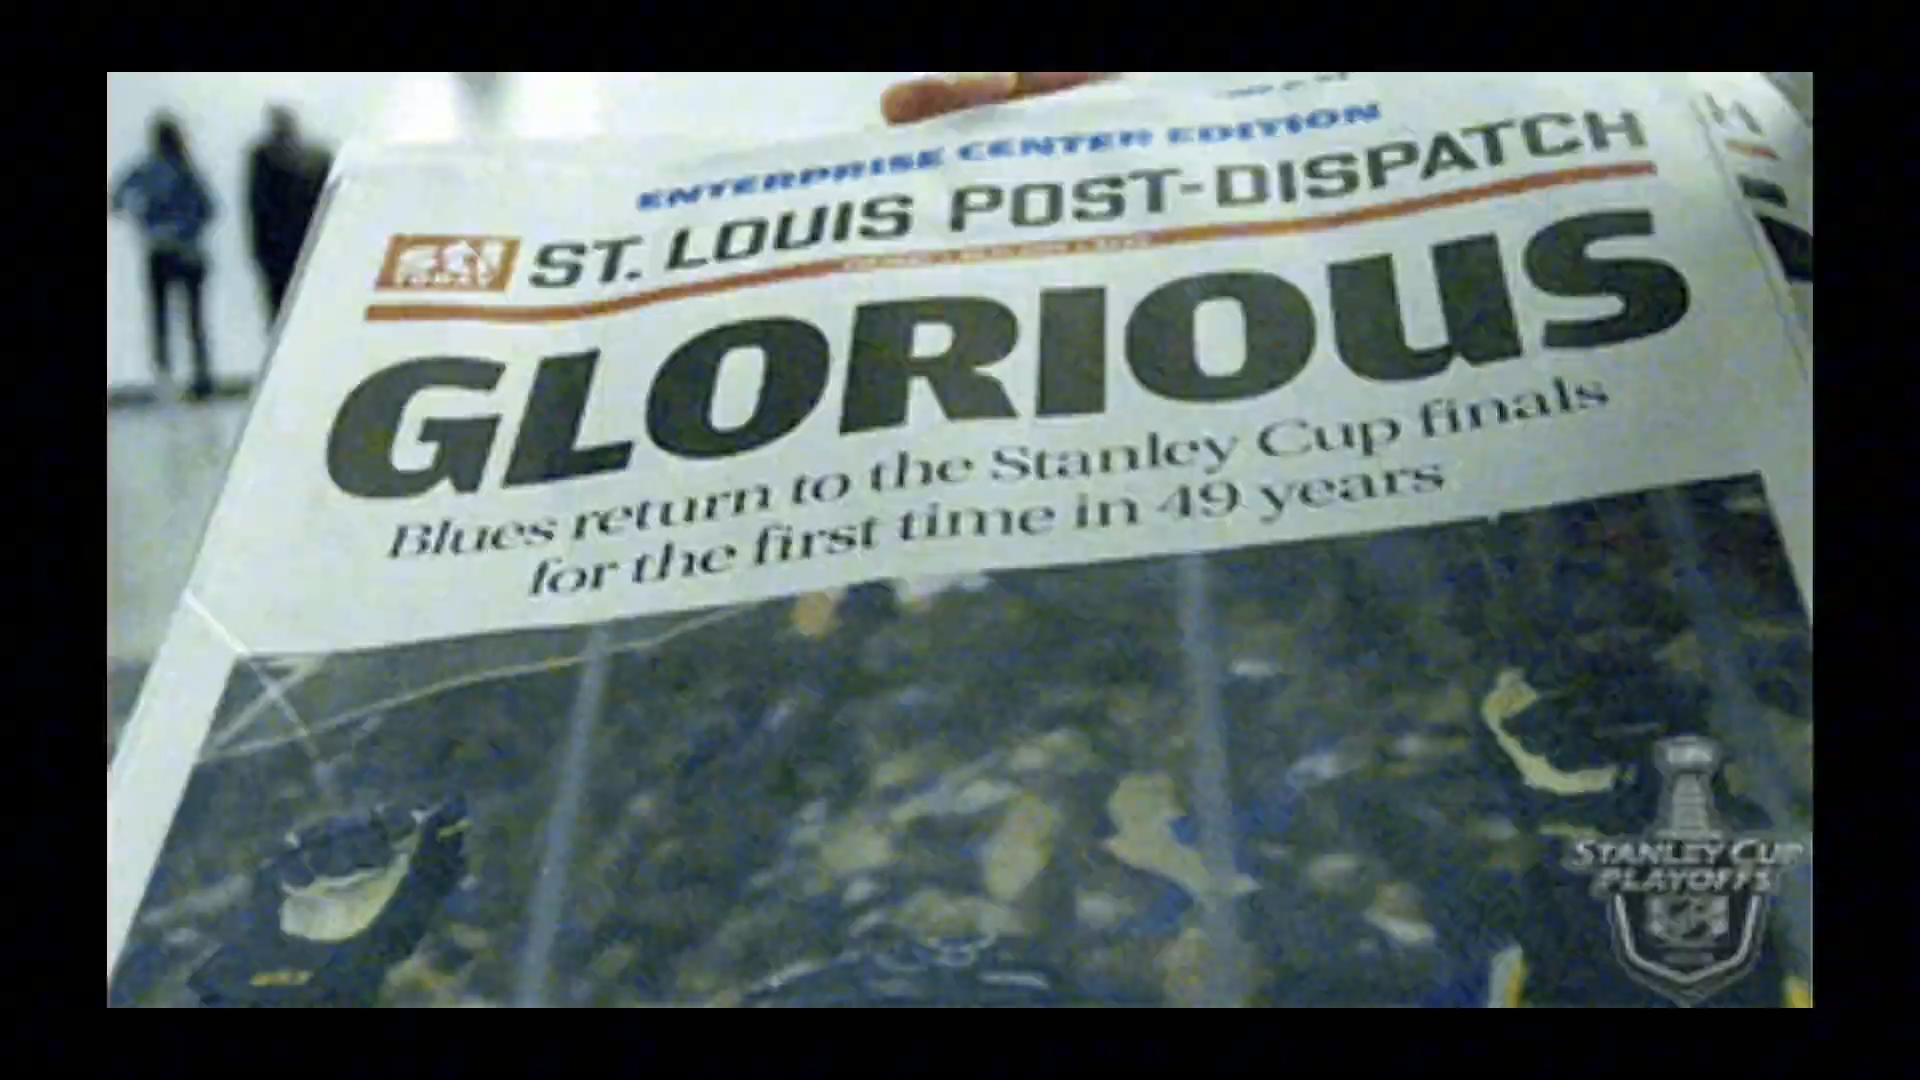 ENTERPRISE CENTER EDITION
ST. LOUIS POST-DISPATCH
GLORIOUS
Blues return to the Stanley Cup finals
for the first time in 49 years
STANLEY CUP
PLAYOFFS